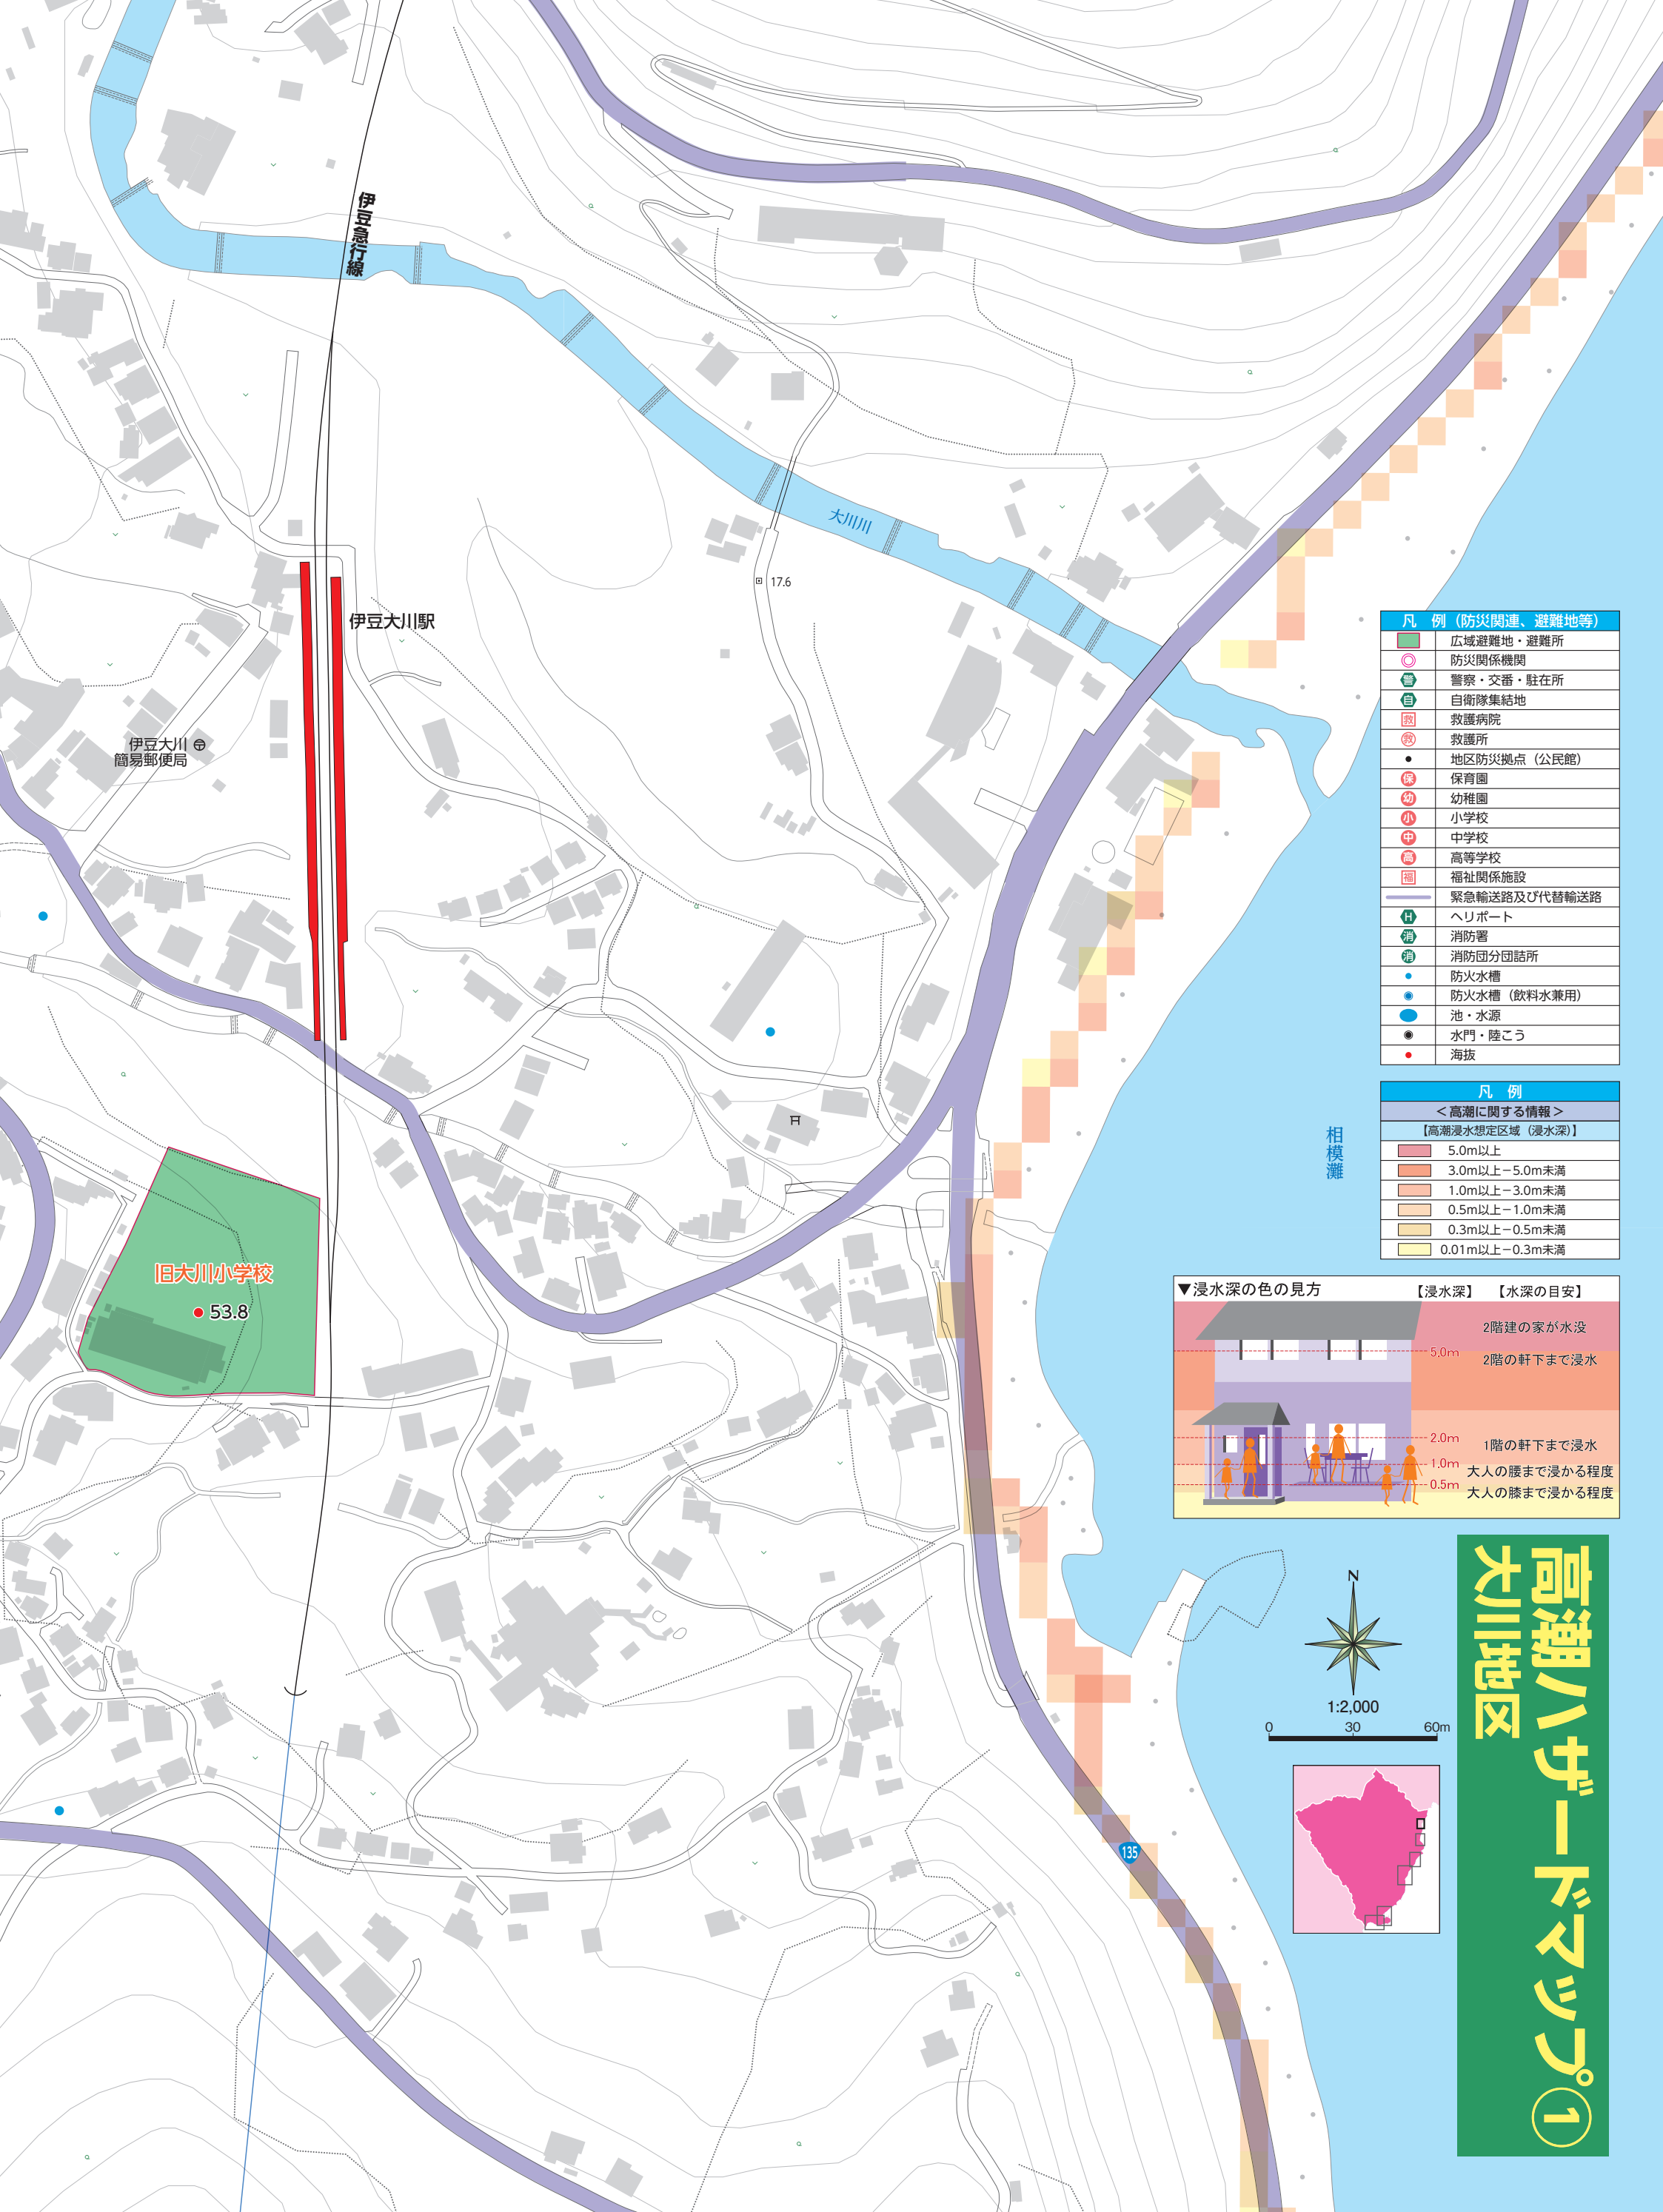 高潮ハザードマップ①
大川地区
伊豆急行線
大川川
17.6
伊豆大川駅
伊豆大川
簡易郵便局
旧大川小学校
53.8
相模灘
135
凡 例（防災関連、避難地等）
広域避難地・避難所
防災関係機関
警 警察・交番・駐在所
自 自衛隊集結地
救 救護病院
救 救護所
地区防災拠点（公民館）
保 保育園
幼 幼稚園
小 小学校
中 中学校
高 高等学校
福 福祉関係施設
緊急輸送路及び代替輸送路
H ヘリポート
消 消防署
消 消防団分団詰所
防火水槽
防火水槽（飲料水兼用）
池・水源
水門・陸こう
海抜
凡 例
＜高潮に関する情報＞
【高潮浸水想定区域（浸水深）】
5.0m以上
3.0m以上－5.0m未満
1.0m以上－3.0m未満
0.5m以上－1.0m未満
0.3m以上－0.5m未満
0.01m以上－0.3m未満
▼浸水深の色の見方 【浸水深】 【水深の目安】
2階建の家が水没
5.0m
2階の軒下まで浸水
2.0m
1階の軒下まで浸水
1.0m
大人の腰まで浸かる程度
0.5m
大人の膝まで浸かる程度
N
1:2,000
0 30 60m